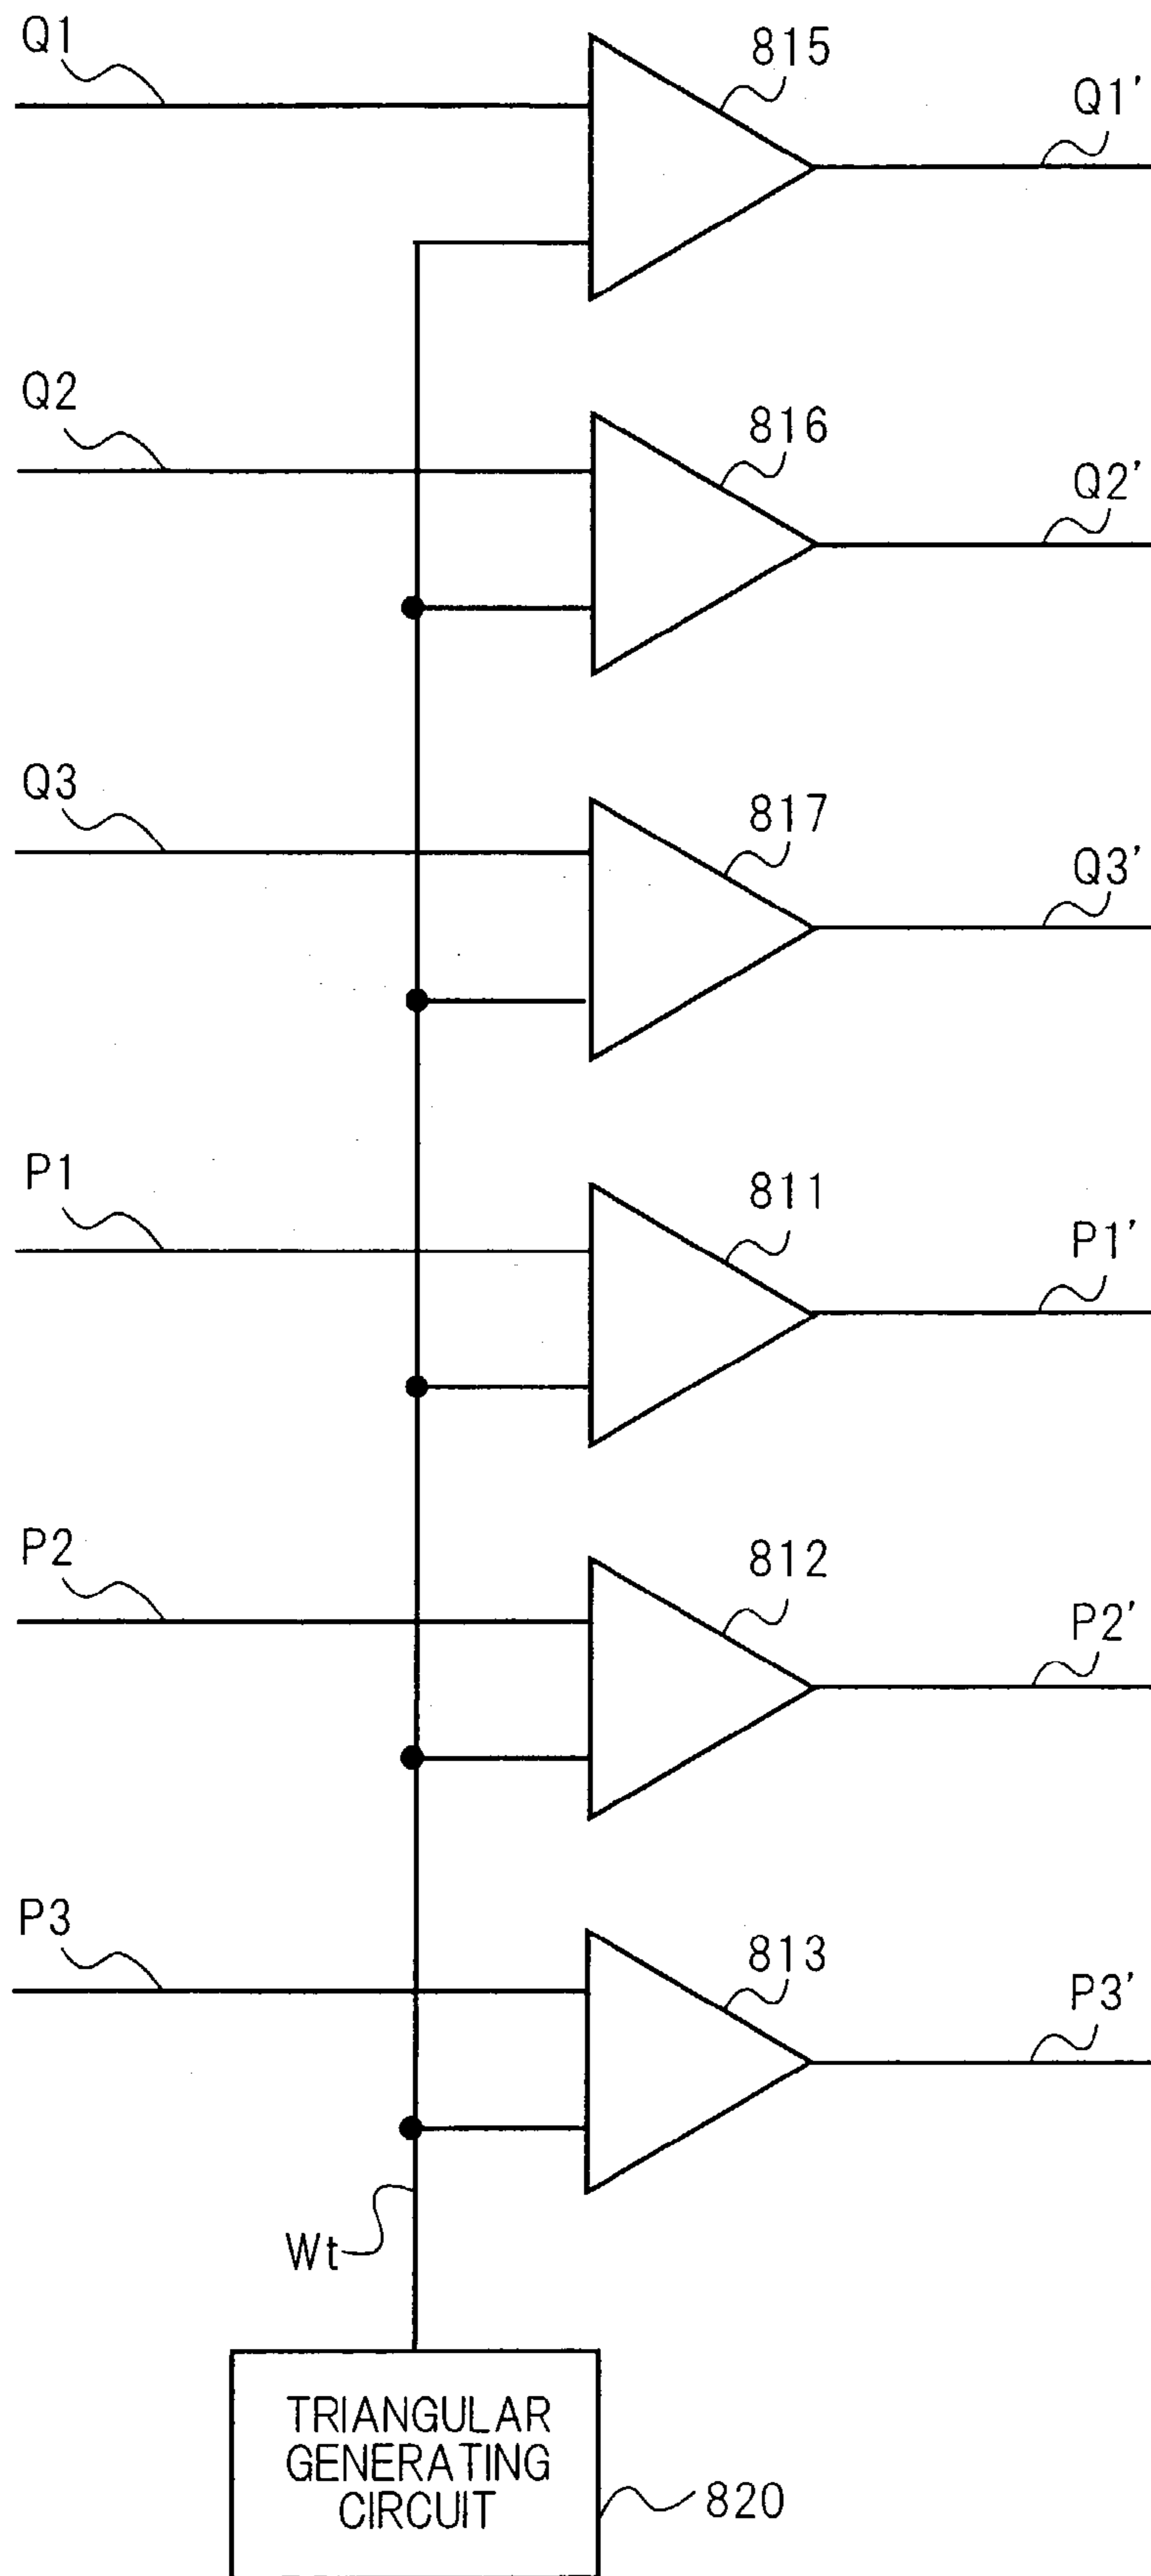 Q1
815
Q1'
Q2
816
Q2'
Q3
817
Q3'
P1
811
P1'
P2
812
P2'
P3
813
P3'
Wt
TRIANGULAR
GENERATING
CIRCUIT
820